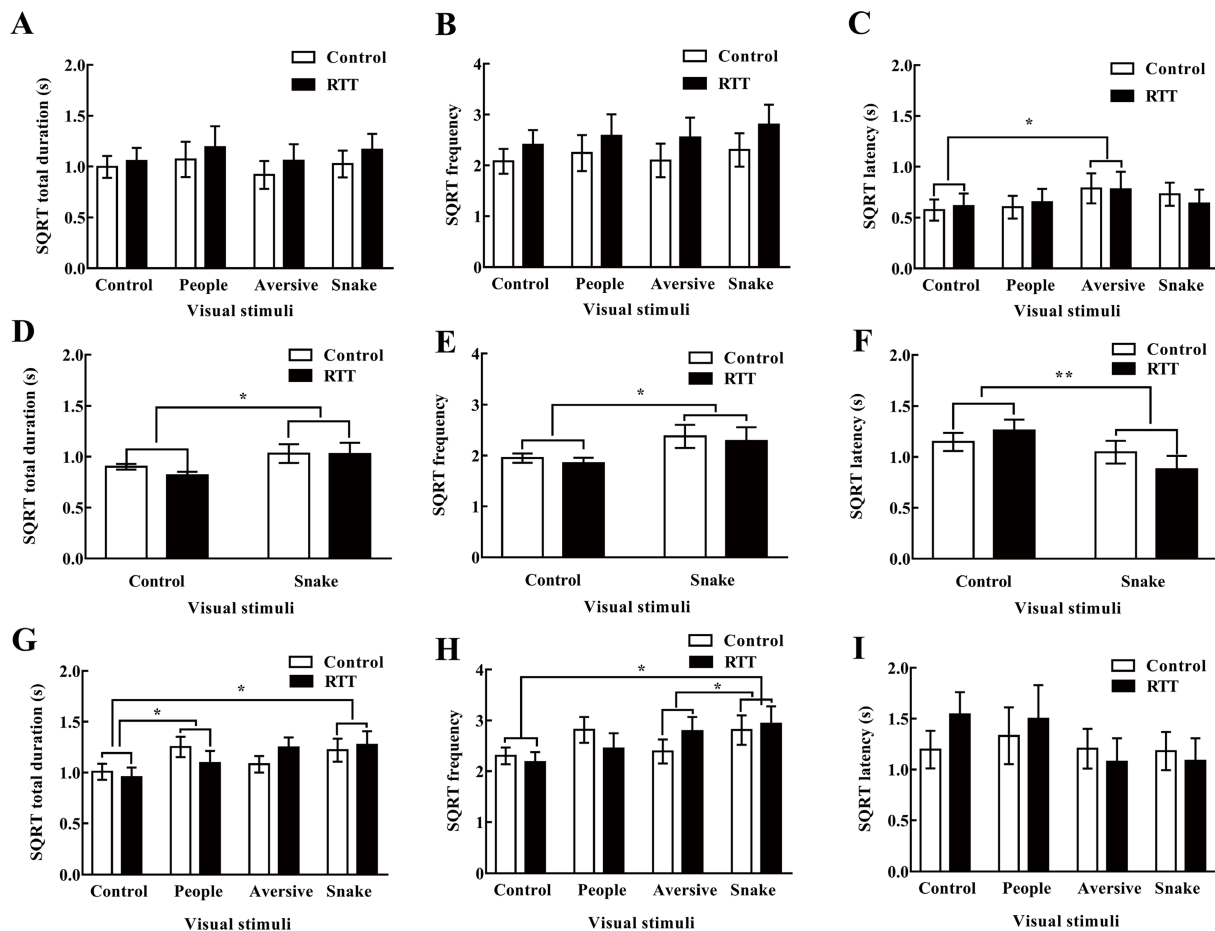 A
Control
RTT
SQRT total duration (s)
2.0
1.5
1.0
0.5
0.0
Control People Aversive Snake
Visual stimuli
B
Control
RTT
SQRT frequency
4
3
2
1
0
Control People Aversive Snake
Visual stimuli
C
Control
RTT
SQRT latency (s)
2.0
1.5
1.0
0.5
0.0
*
Control People Aversive Snake
Visual stimuli
D
Control
RTT
SQRT total duration (s)
2.0
1.5
1.0
0.5
0.0
*
Control Snake
Visual stimuli
E
Control
RTT
SQRT frequency
4
3
2
1
0
*
Control Snake
Visual stimuli
F
Control
RTT
SQRT latency (s)
2.0
1.5
1.0
0.5
0.0
**
Control Snake
Visual stimuli
G
Control
RTT
SQRT total duration (s)
2.0
1.5
1.0
0.5
0.0
*
*
Control People Aversive Snake
Visual stimuli
H
Control
RTT
SQRT frequency
4
3
2
1
0
*
*
Control People Aversive Snake
Visual stimuli
I
Control
RTT
SQRT latency (s)
2.0
1.5
1.0
0.5
0.0
Control People Aversive Snake
Visual stimuli